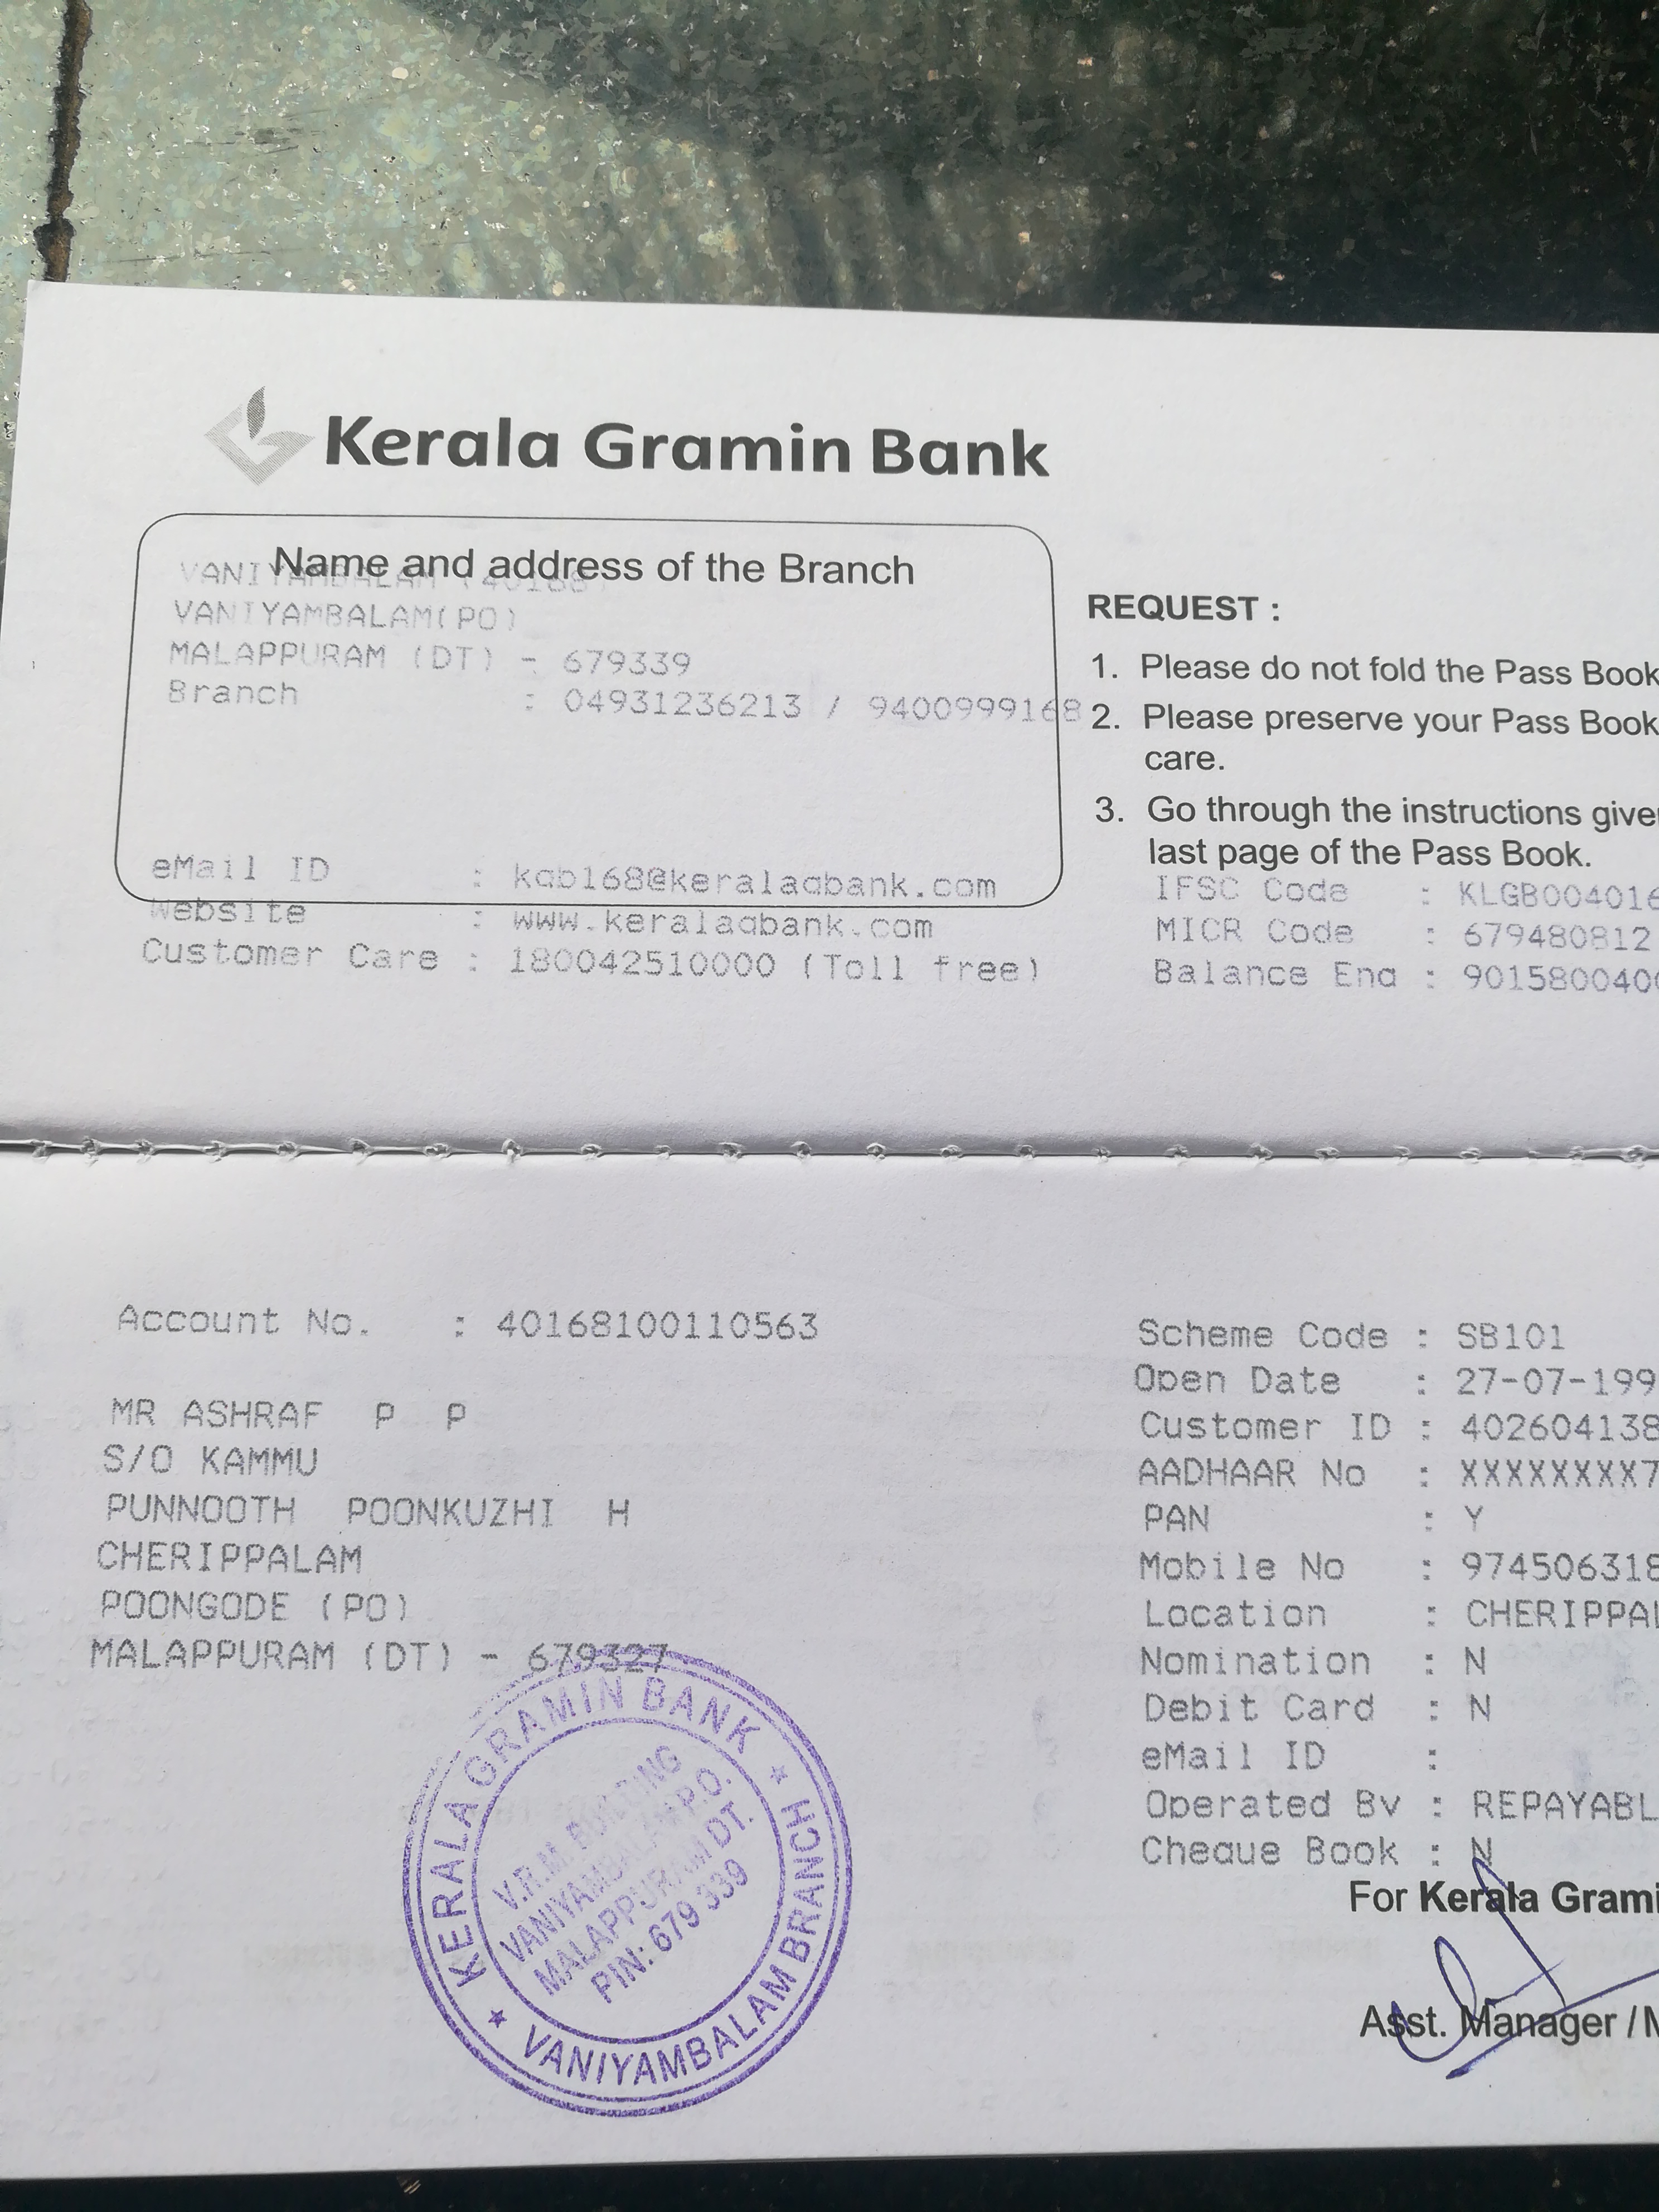 Kerala Gramin Bank
Name and address of the Branch
VANIYAMBALAM (40168
VANIYAMBALAM(PO)
MALAPPURAM (DT) - 679339
Branch : 04931236213 / 9400999168
eMail ID : kgb168@keralagbank.com
Website : www.keralagbank.com
Customer Care : 180042510000 (Toll free)
REQUEST :
1. Please do not fold the Pass Book
2. Please preserve your Pass Book
care.
3. Go through the instructions give
last page of the Pass Book.
IFSC Code : KLGB004016
MICR Code : 679480812
Balance Enq : 901580040
Account No. : 40168100110563
MR ASHRAF P P
S/O KAMMU
PUNNOOTH POONKUZHI H
CHERIPPALAM
POONGODE (PO)
MALAPPURAM (DT) - 679327
Scheme Code : SB101
Open Date : 27-07-199
Customer ID : 402604138
AADHAAR No : XXXXXXXX7
PAN : Y
Mobile No : 974506318
Location : CHERIPPAL
Nomination : N
Debit Card : N
eMail ID :
Operated By : REPAYABL
Cheque Book : N
For Kerala Grami
Asst. Manager / M
KERALA GRAMIN BANK
V.R.M. BUILDING
VANIYAMBALAM P.O.
MALAPPURAM DT.
PIN: 679 339
VANIYAMBALAM BRANCH